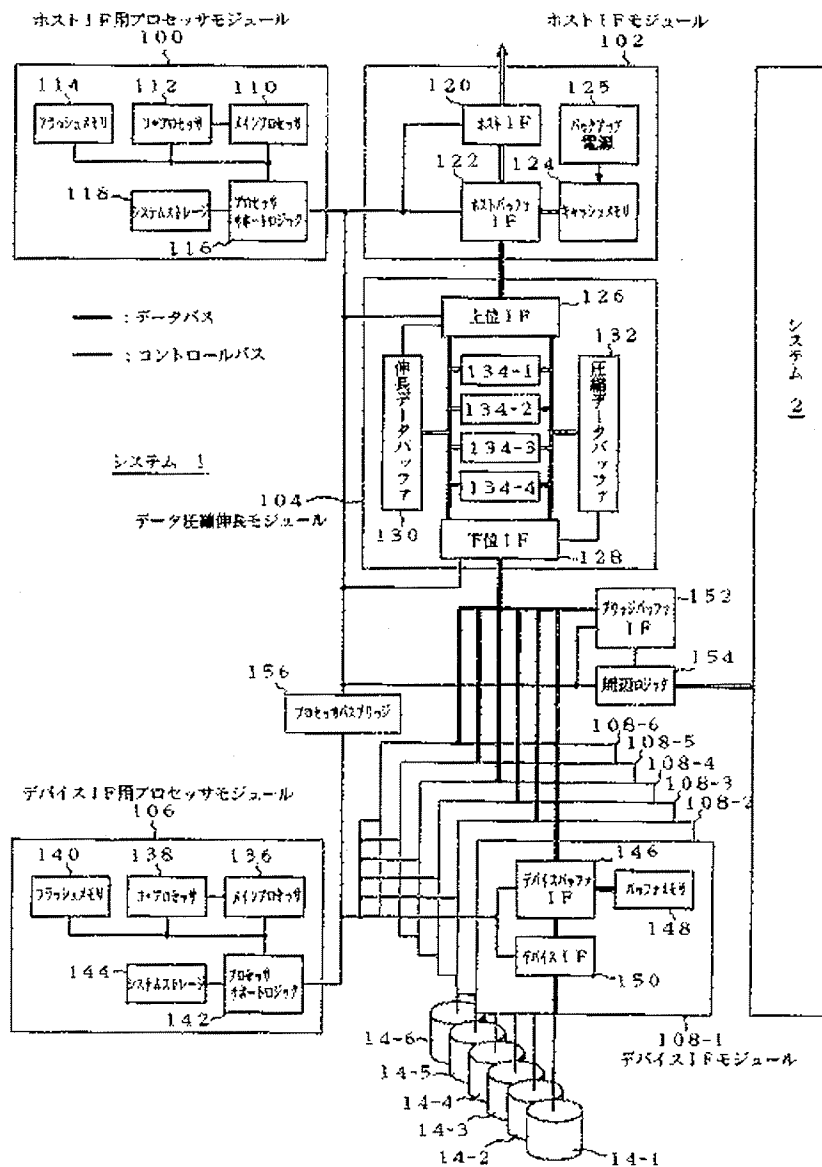 ホストIF用プロセッサモジュール
100
ホストIFモジュール
102
114
112
110
フラッシュメモリ
コ・プロセッサ
メインプロセッサ
118
システムストレージ
プロセッサ
サポートロジック
116
120
125
ホストIF
バックアップ
電源
122
124
ホストバッファ
IF
キャッシュメモリ
システム 2
━━ : データバス
── : コントロールバス
126
上位IF
132
伸長データバッファ
134-1
134-2
134-3
134-4
圧縮データバッファ
システム 1
104
データ圧縮伸長モジュール
130
下位IF
128
152
ブリッジバッファ
IF
154
周辺ロジック
156
プロセッサバスブリッジ
108-6
108-5
108-4
108-3
108-2
デバイスIF用プロセッサモジュール
106
140
138
136
フラッシュメモリ
コ・プロセッサ
メインプロセッサ
144
システムストレージ
プロセッサ
サポートロジック
142
146
デバイスバッファ
IF
バッファメモリ
148
デバイスIF
150
108-1
デバイスIFモジュール
14-6
14-5
14-4
14-3
14-2
14-1